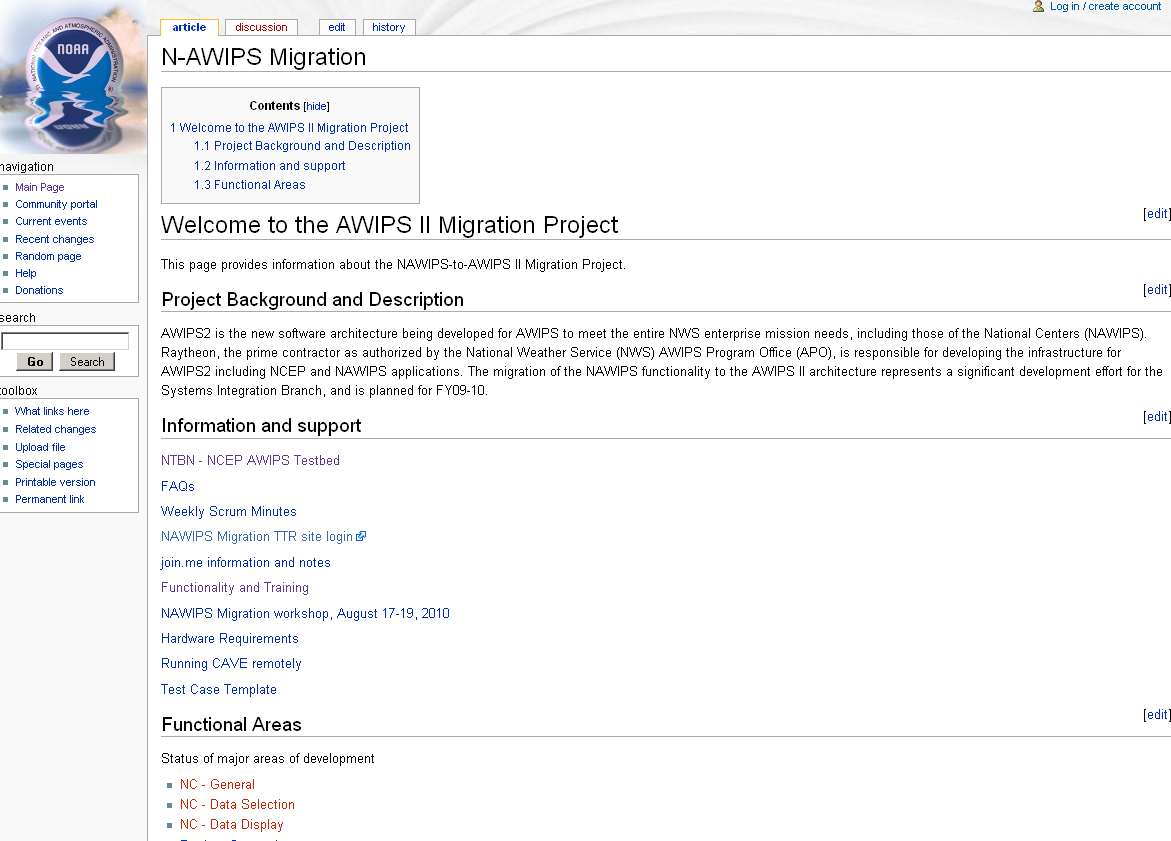 Log in / create account
article
discussion
edit
history
N-AWIPS Migration
NOAA
NATIONAL OCEANIC AND ATMOSPHERIC ADMINISTRATION
Contents [hide]
1 Welcome to the AWIPS II Migration Project
1.1 Project Background and Description
1.2 Information and support
1.3 Functional Areas
navigation
Main Page
Community portal
Current events
Recent changes
Random page
Help
Donations
search
Go
Search
toolbox
What links here
Related changes
Upload file
Special pages
Printable version
Permanent link
[edit]
Welcome to the AWIPS II Migration Project
This page provides information about the NAWIPS-to-AWIPS II Migration Project.
[edit]
Project Background and Description
AWIPS2 is the new software architecture being developed for AWIPS to meet the entire NWS enterprise mission needs, including those of the National Centers (NAWIPS).
Raytheon, the prime contractor as authorized by the National Weather Service (NWS) AWIPS Program Office (APO), is responsible for developing the infrastructure for
AWIPS2 including NCEP and NAWIPS applications. The migration of the NAWIPS functionality to the AWIPS II architecture represents a significant development effort for the
Systems Integration Branch, and is planned for FY09-10.
[edit]
Information and support
NTBN - NCEP AWIPS Testbed
FAQs
Weekly Scrum Minutes
NAWIPS Migration TTR site login
join.me information and notes
Functionality and Training
NAWIPS Migration workshop, August 17-19, 2010
Hardware Requirements
Running CAVE remotely
Test Case Template
[edit]
Functional Areas
Status of major areas of development
NC - General
NC - Data Selection
NC - Data Display